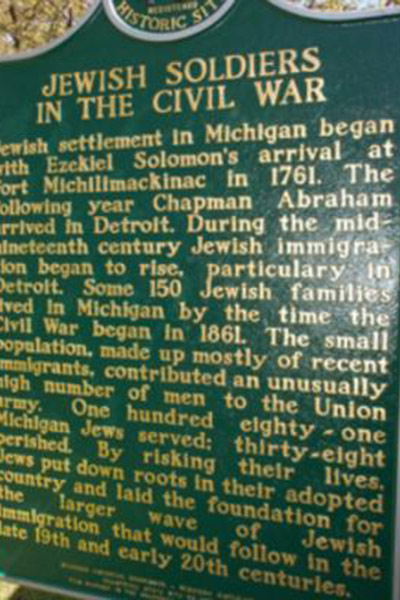 REGISTERED
HISTORIC SITE
JEWISH SOLDIERS
IN THE CIVIL WAR
Jewish settlement in Michigan began
with Ezekiel Solomon's arrival at
Fort Michilimackinac in 1761. The
following year Chapman Abraham
arrived in Detroit. During the mid-
nineteenth century Jewish immigra-
tion began to rise, particulary in
Detroit. Some 150 Jewish families
lived in Michigan by the time the
Civil War began in 1861. The small
population, made up mostly of recent
immigrants, contributed an unusually
high number of men to the Union
Army. One hundred eighty-one
Michigan Jews served; thirty-eight
perished. By risking their lives,
Jews put down roots in their adopted
country and laid the foundation for
the larger wave of Jewish
immigration that would follow in the
late 19th and early 20th centuries.